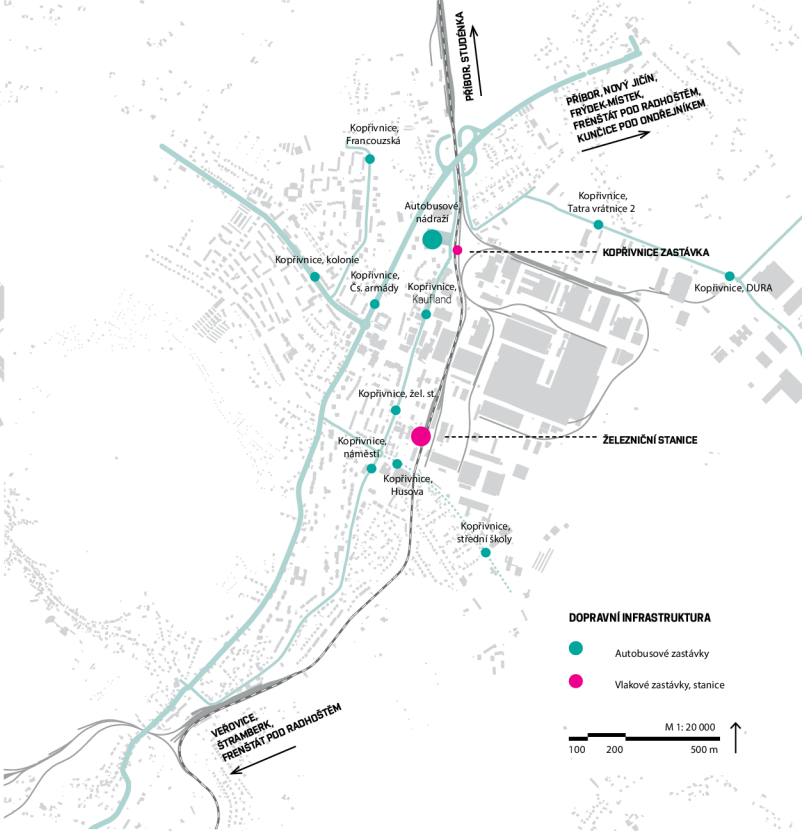 PŘÍBOR, STUDÉNKA
PŘÍBOR, NOVÝ JIČÍN,
FRÝDEK-MÍSTEK,
FRENŠTÁT POD RADHOŠTĚM,
KUNČICE POD ONDŘEJNÍKEM
Kopřivnice,
Francouzská
Kopřivnice,
Tatra vrátnice 2
Autobusové
nádraží
KOPŘIVNICE ZASTÁVKA
Kopřivnice, kolonie
Kopřivnice,
Čs. armády
Kopřivnice,
Kaufland
Kopřivnice, DURA
Kopřivnice, žel. st.
Kopřivnice,
náměstí
ŽELEZNIČNÍ STANICE
Kopřivnice,
Husova
Kopřivnice,
střední školy
DOPRAVNÍ INFRASTRUKTURA
Autobusové zastávky
Vlakové zastávky, stanice
VEŘOVICE,
ŠTRAMBERK,
FRENŠTÁT POD RADHOŠTĚM
M 1: 20 000
100 200 500 m